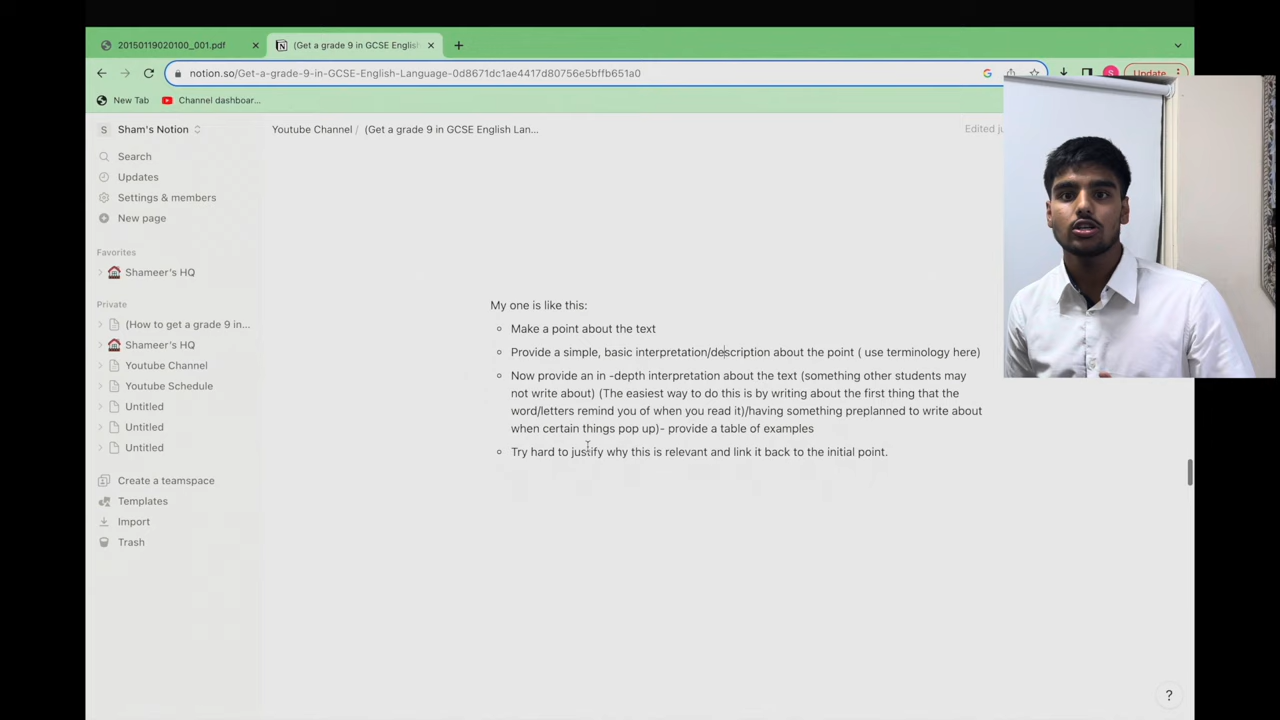 20150119020100_001.pdf
(Get a grade 9 in GCSE Englis
notion.so/Get-a-grade-9-in-GCSE-English-Language-0d8671dc1ae4417d80756e5bffb651a0
Update
New Tab
Channel dashboar...
S Sham's Notion
Youtube Channel / (Get a grade 9 in GCSE English Lan...
Edited
Search
Updates
Settings & members
New page
Favorites
Shameer's HQ
Private
(How to get a grade 9 in...
Shameer's HQ
Youtube Channel
Youtube Schedule
Untitled
Untitled
Untitled
Create a teamspace
Templates
Import
Trash
My one is like this:
Make a point about the text
Provide a simple, basic interpretation/description about the point ( use terminology here)
Now provide an in -depth interpretation about the text (something other students may
not write about) (The easiest way to do this is by writing about the first thing that the
word/letters remind you of when you read it)/having something preplanned to write about
when certain things pop up)- provide a table of examples
Try hard to justify why this is relevant and link it back to the initial point.
?